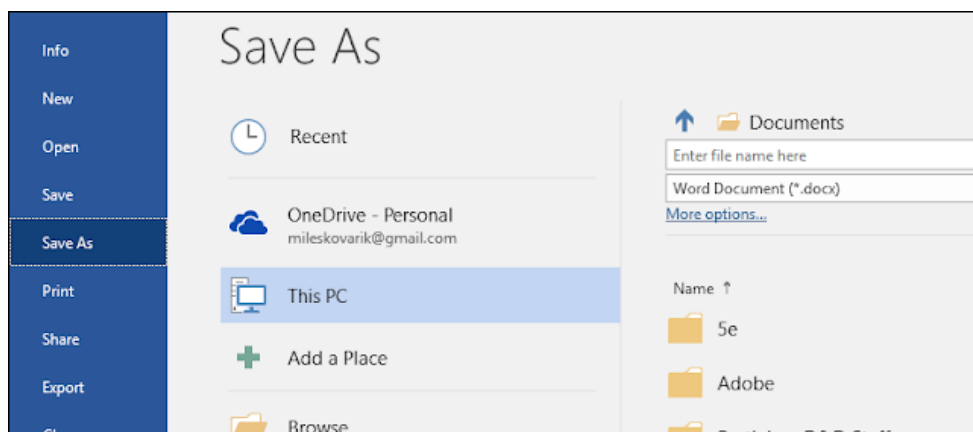 Info
New
Open
Save
Save As
Print
Share
Export
Save As
Recent
OneDrive - Personal
mileskovarik@gmail.com
This PC
Add a Place
Browse
Documents
Enter file name here
Word Document (*.docx)
More options...
Name ↑
5e
Adobe